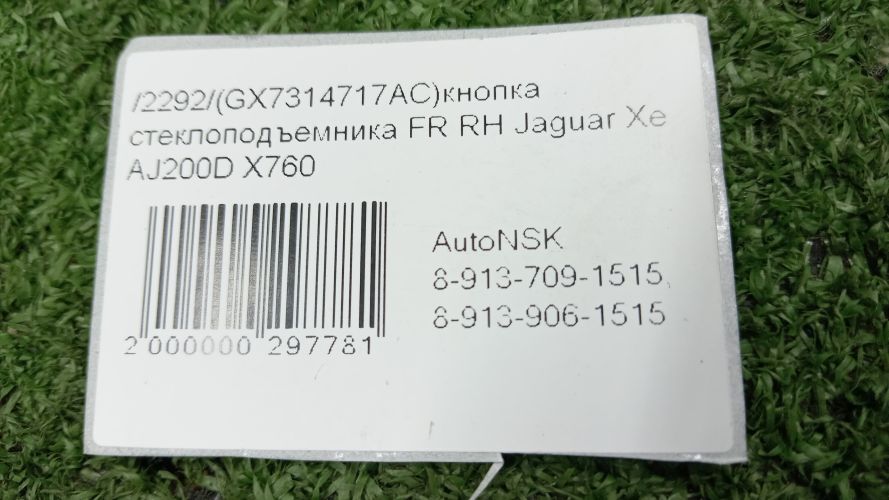 /2292/(GX7314717AC)кнопка
стеклоподъемника FR RH Jaguar Xe
AJ200D X760
AutoNSK
8-913-709-1515,
8-913-906-1515
2 000000 297781